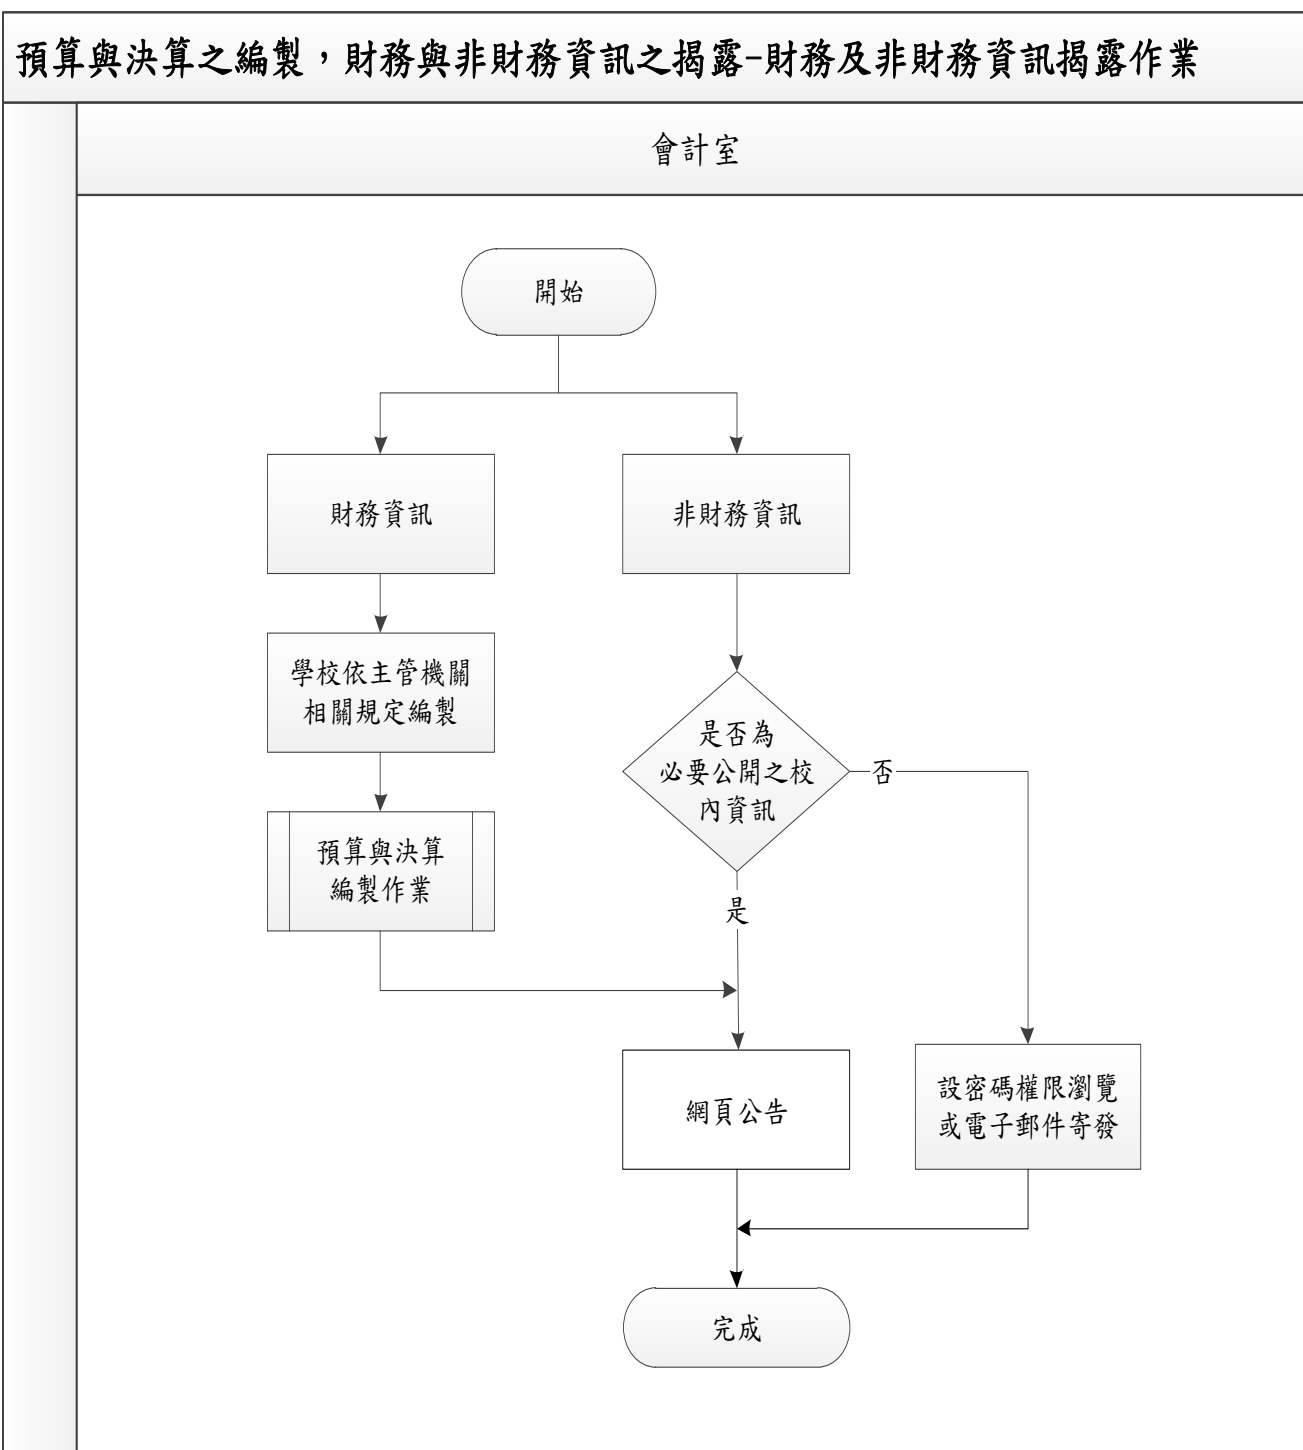 預算與決算之編製，財務與非財務資訊之揭露-財務及非財務資訊揭露作業
會計室
開始
財務資訊
非財務資訊
學校依主管機關
相關規定編製
是否為
必要公開之校
內資訊
否
預算與決算
編製作業
是
網頁公告
設密碼權限瀏覽
或電子郵件寄發
完成